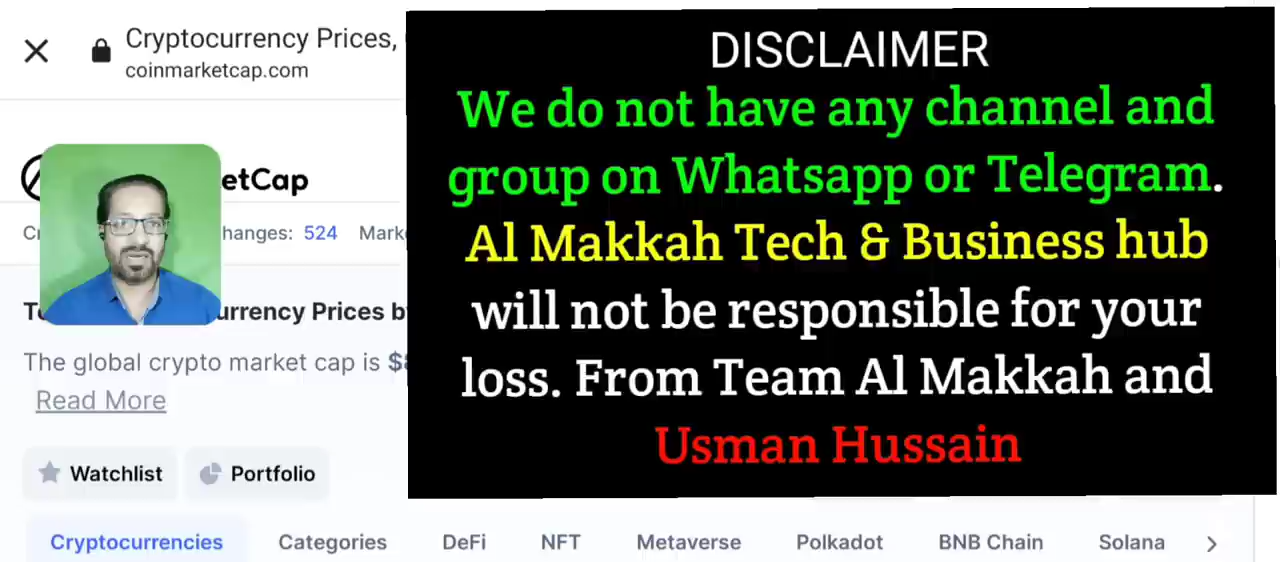 Cryptocurrency Prices,
coinmarketcap.com
DISCLAIMER
We do not have any channel and
group on Whatsapp or Telegram.
Al Makkah Tech & Business hub
will not be responsible for your
loss. From Team Al Makkah and
Usman Hussain
etCap
hanges: 524
urrency Prices b
The global crypto market cap is
Read More
Watchlist
Portfolio
Cryptocurrencies Categories DeFi NFT Metaverse Polkadot BNB Chain Solana